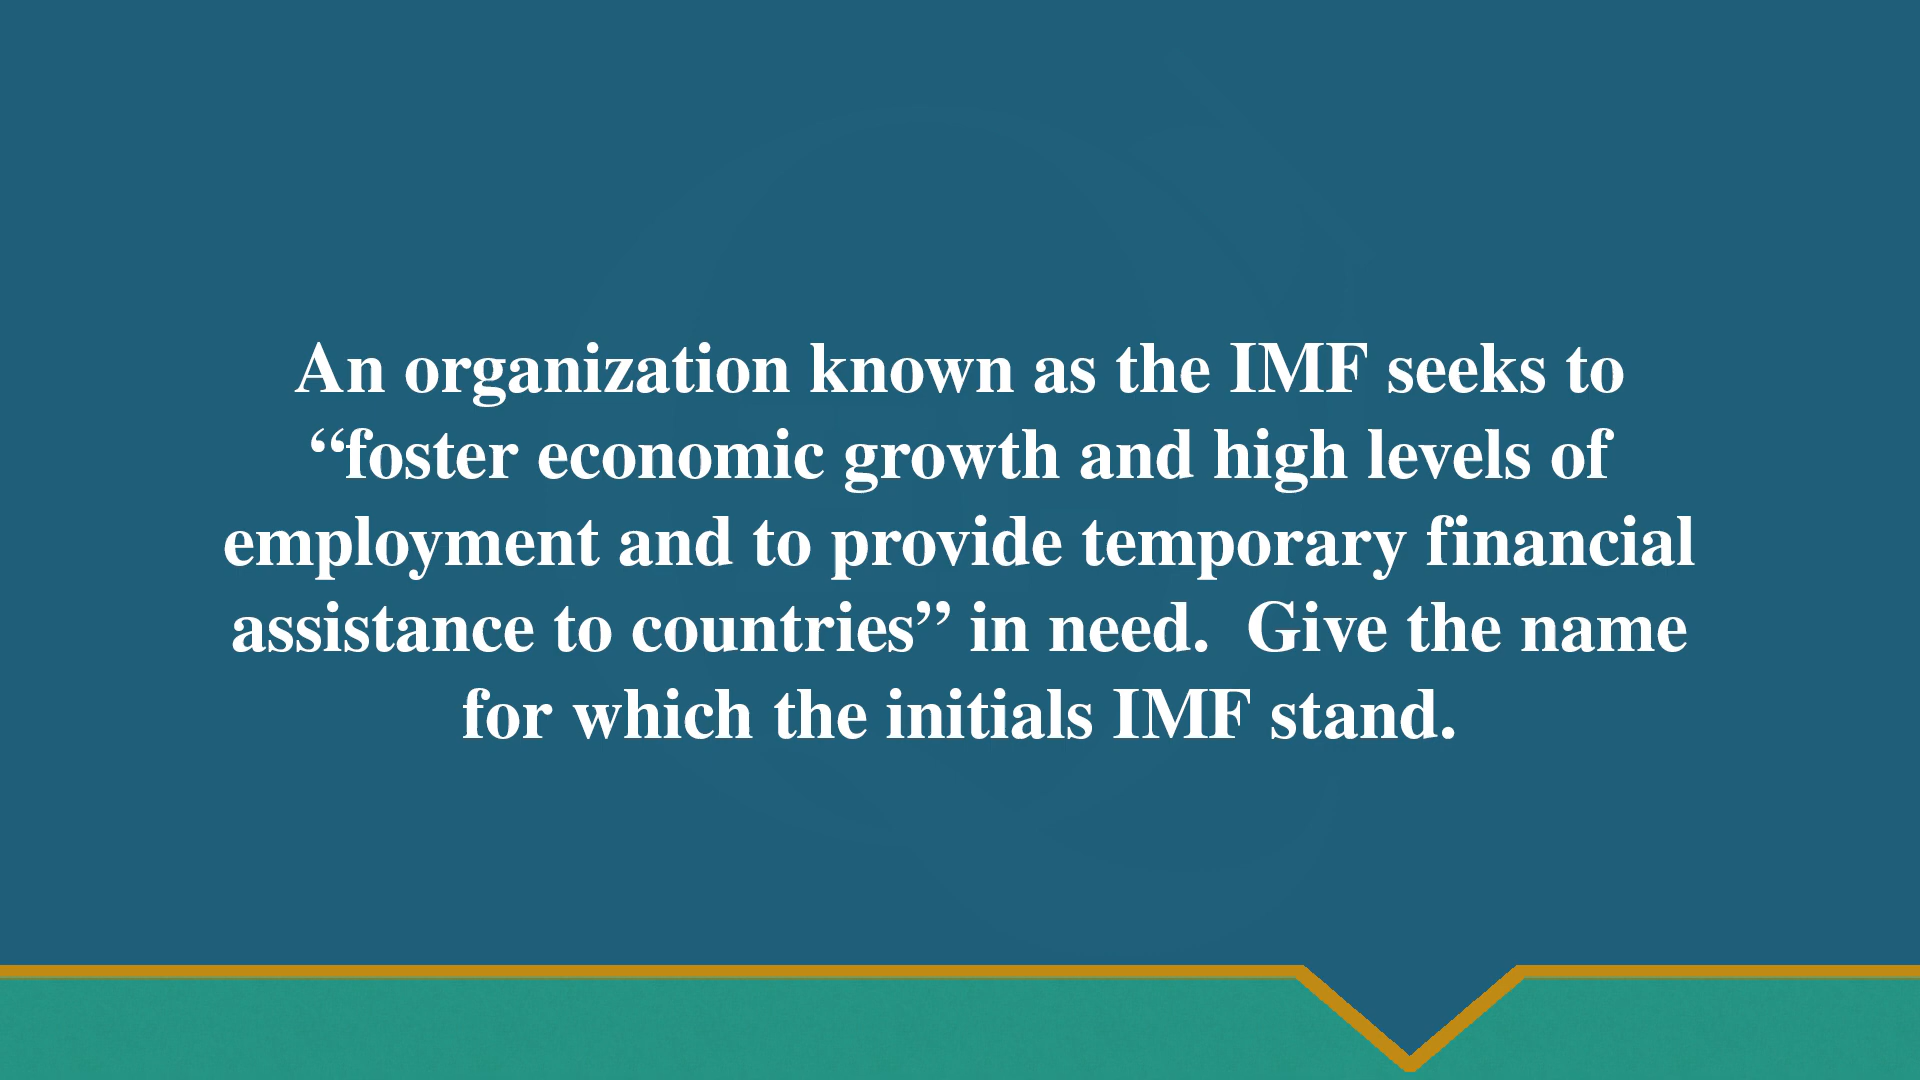 An organization known as the IMF seeks to
“foster economic growth and high levels of
employment and to provide temporary financial
assistance to countries” in need.  Give the name
for which the initials IMF stand.